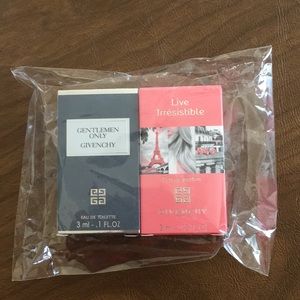 GENTLEMEN
ONLY
GIVENCHY
EAU DE TOILETTE
3 ml - .1 FL.OZ
Live
Irrésistible
GIVENCHY